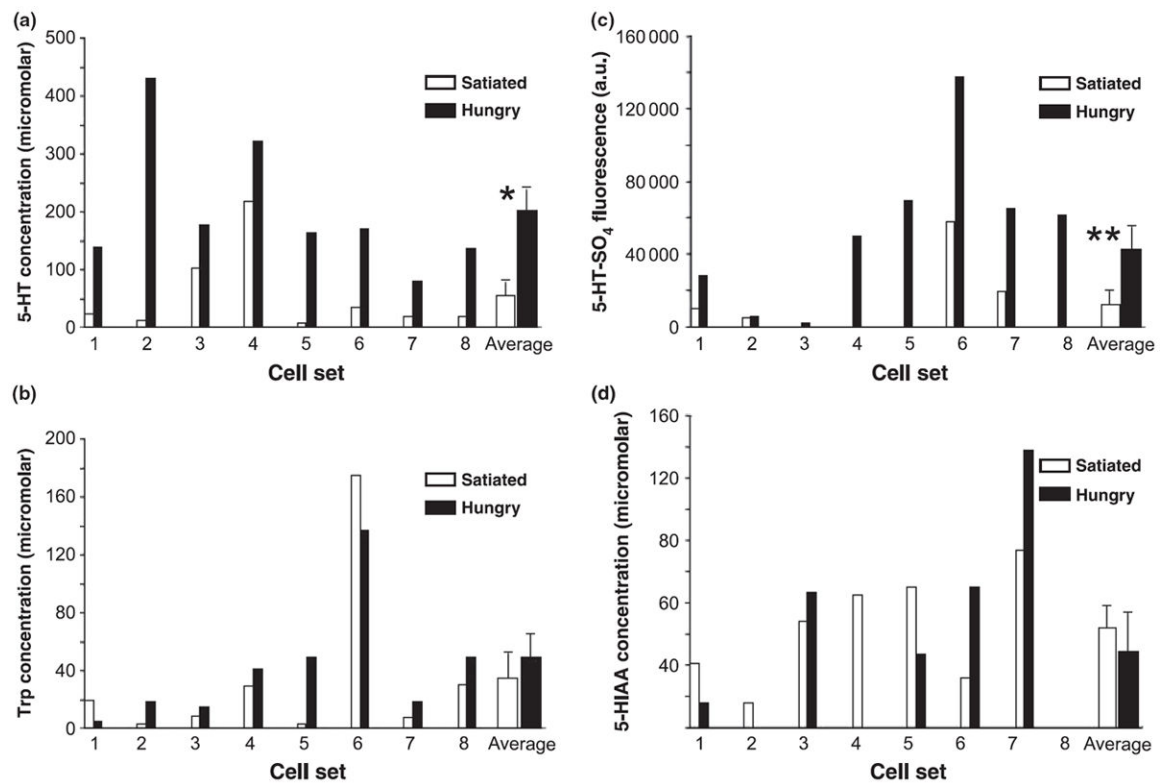 (a)
500
400
300
200
100
0
5-HT concentration (micromolar)
Satiated
Hungry
*
1 2 3 4 5 6 7 8 Average
Cell set
(b)
200
160
120
80
40
0
Trp concentration (micromolar)
Satiated
Hungry
1 2 3 4 5 6 7 8 Average
Cell set
(c)
160 000
120 000
80 000
40 000
0
5-HT-SO4 fluorescence (a.u.)
Satiated
Hungry
**
1 2 3 4 5 6 7 8 Average
Cell set
(d)
160
120
80
60
40
5-HIAA concentration (micromolar)
Satiated
Hungry
1 2 3 4 5 6 7 8 Average
Cell set